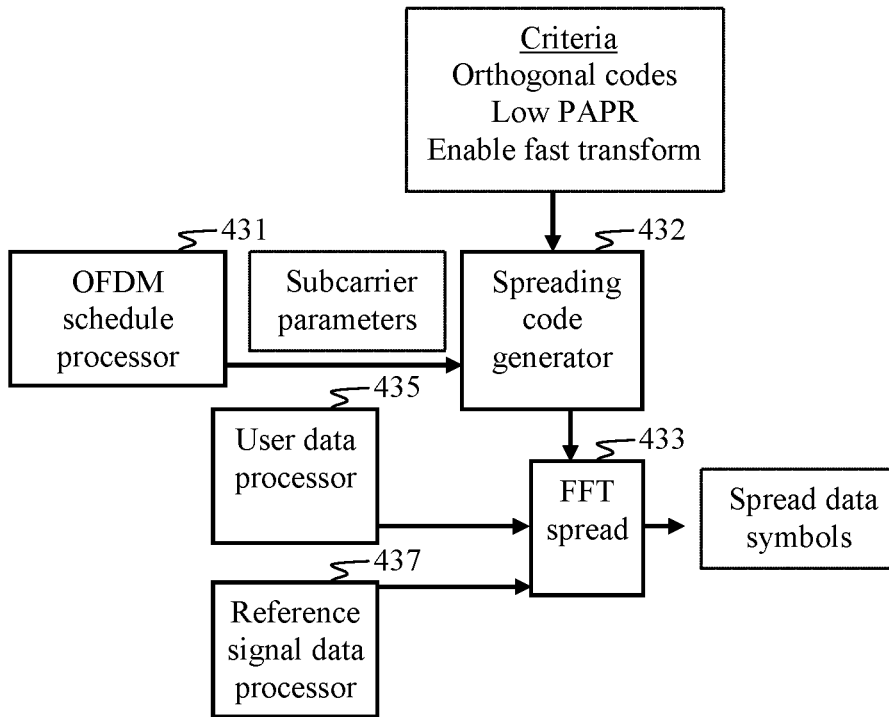 Criteria
Orthogonal codes
Low PAPR
Enable fast transform
431
OFDM
schedule
processor
Subcarrier
parameters
432
Spreading
code
generator
435
User data
processor
433
FFT
spread
Spread data
symbols
437
Reference
signal data
processor